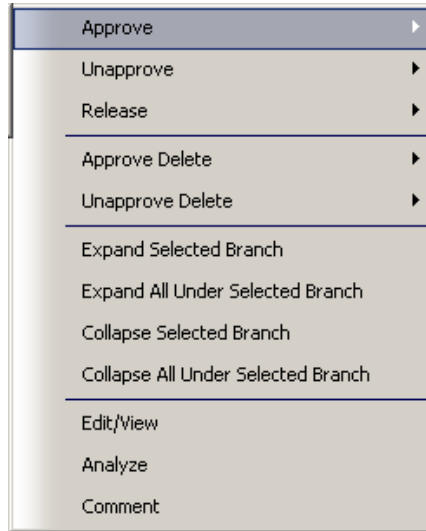 Approve
Unapprove
Release
Approve Delete
Unapprove Delete
Expand Selected Branch
Expand All Under Selected Branch
Collapse Selected Branch
Collapse All Under Selected Branch
Edit/View
Analyze
Comment